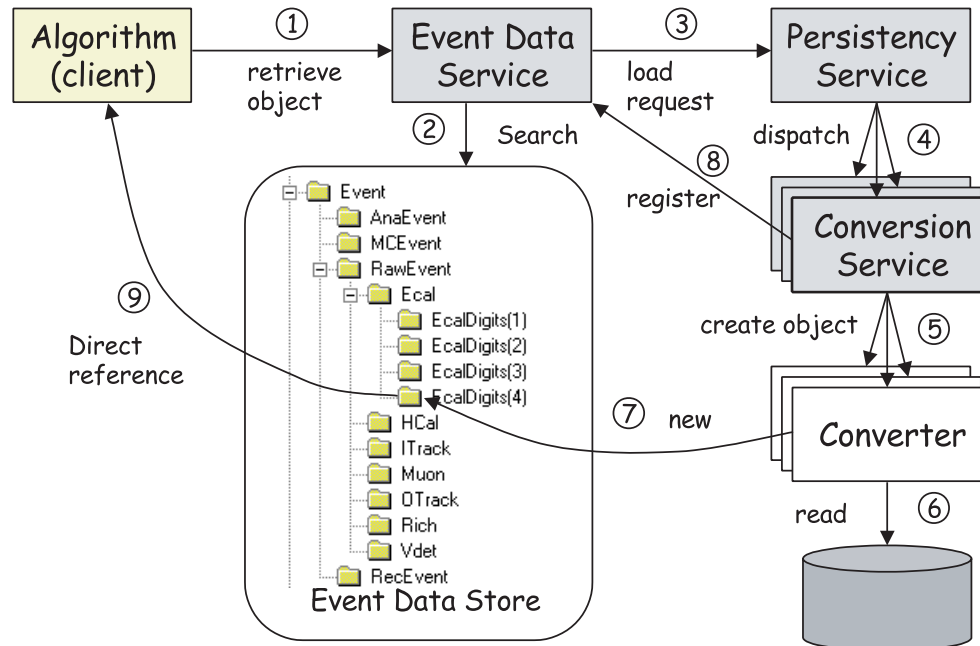 Algorithm
(client)
①
retrieve
object
Event Data
Service
③
load
request
Persistency
Service
②
Search
dispatch
④
⑧
register
Conversion
Service
Event
AnaEvent
MCEvent
RawEvent
Ecal
EcalDigits(1)
EcalDigits(2)
EcalDigits(3)
EcalDigits(4)
HCal
ITrack
Muon
OTrack
Rich
Vdet
RecEvent
Event Data Store
⑨
Direct
reference
create object
⑤
⑦
new
Converter
read
⑥